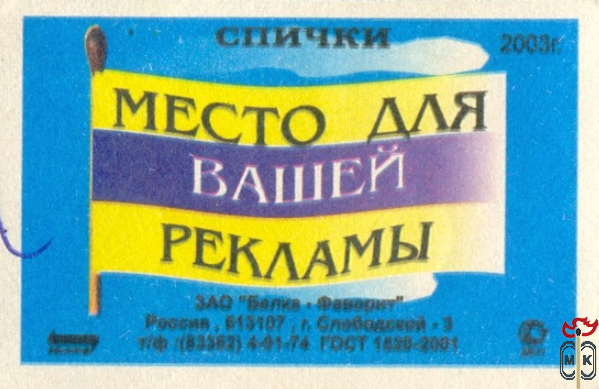 СПИЧКИ
2003г.
МЕСТО ДЛЯ
ВАШЕЙ
РЕКЛАМЫ
ЗАО "Белка - Фаворит"
Россия , 613107 , г. Слободской - 3
т/ф :(83362) 4-01-74 ГОСТ 1820-2001
МК